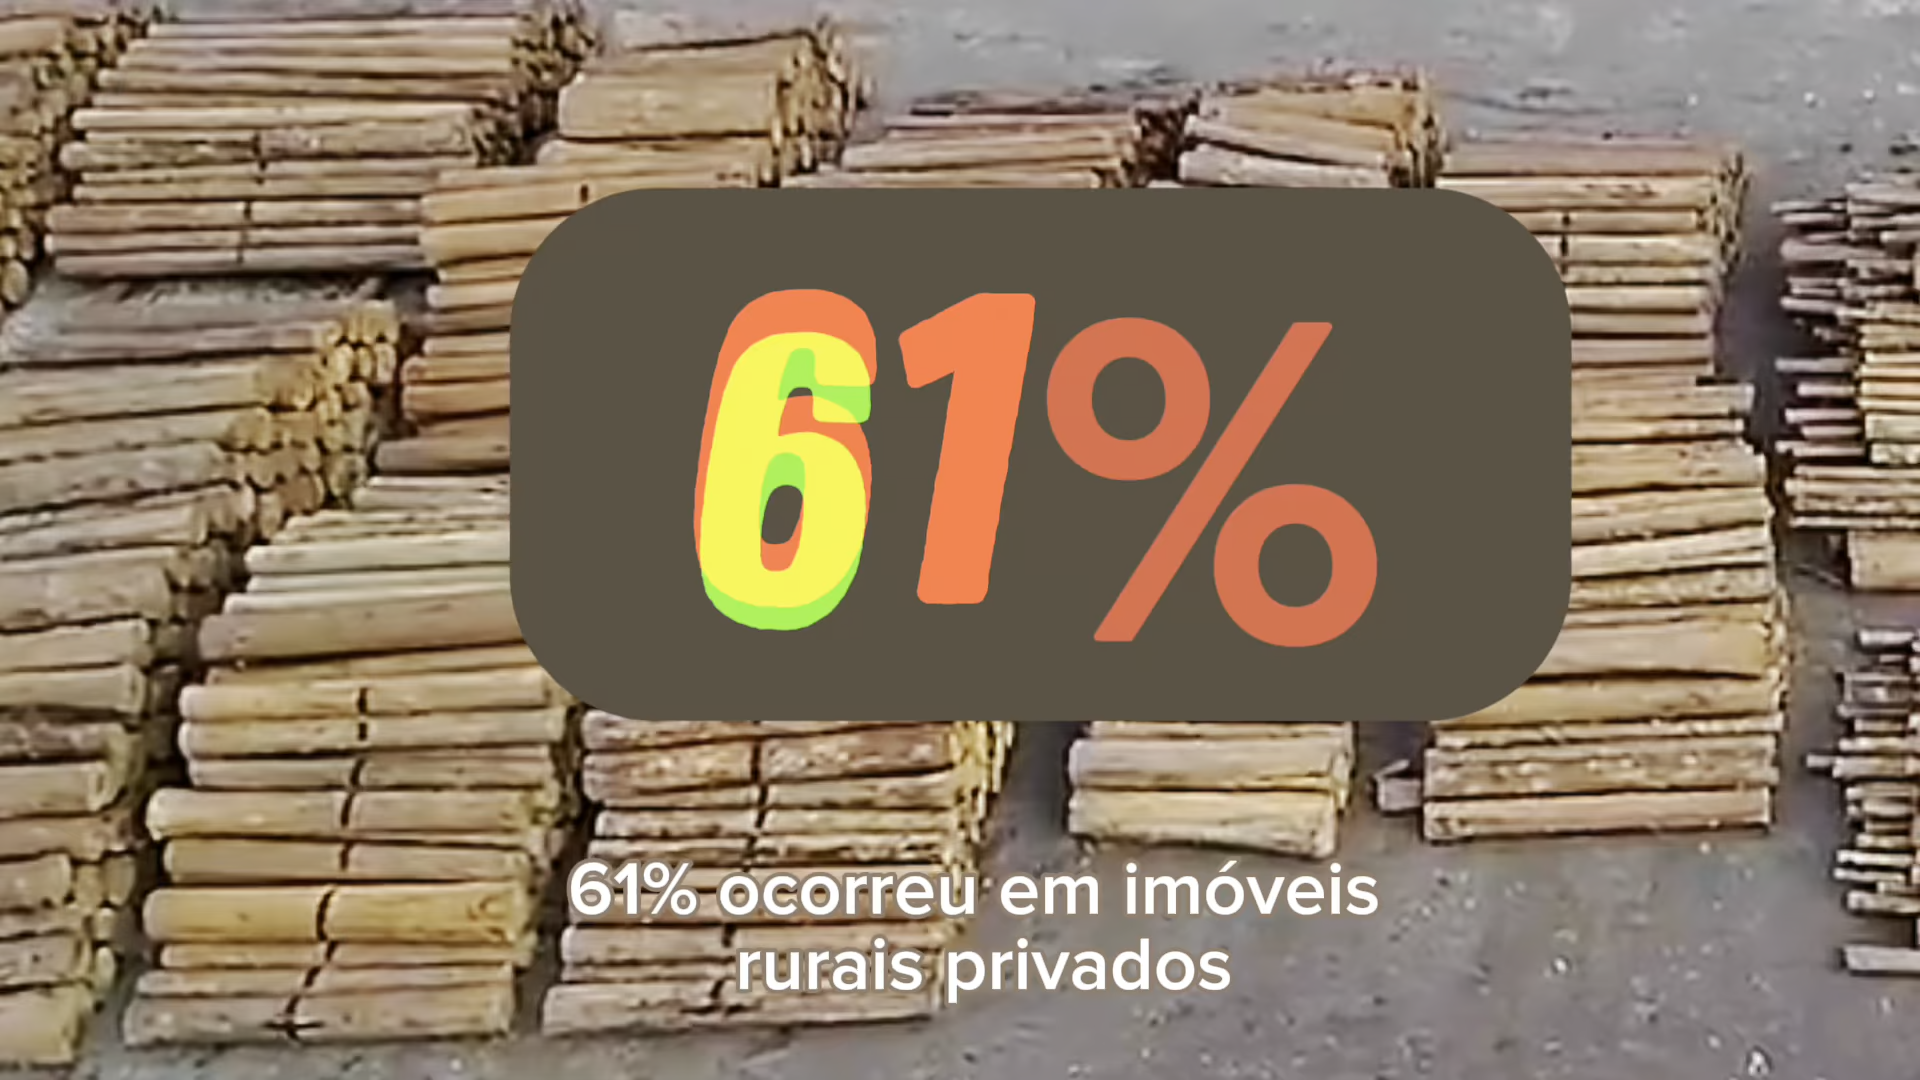 61%
61% ocorreu em imóveis
rurais privados